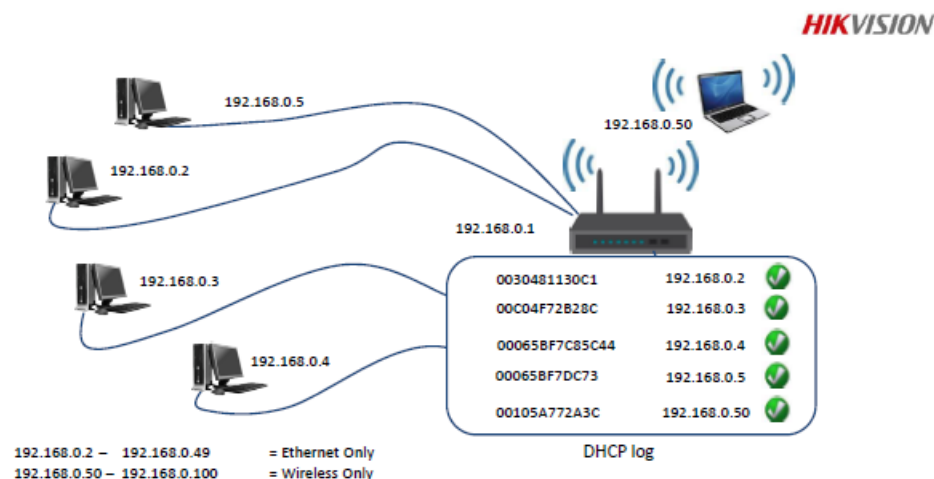 HIKVISION
192.168.0.5
192.168.0.50
192.168.0.2
192.168.0.1
192.168.0.3
192.168.0.4
0030481130C1 192.168.0.2
00C04F72B28C 192.168.0.3
00065BF7C85C44 192.168.0.4
00065BF7DC73 192.168.0.5
00105A772A3C 192.168.0.50
DHCP log
192.168.0.2 – 192.168.0.49 = Ethernet Only
192.168.0.50 – 192.168.0.100 = Wireless Only